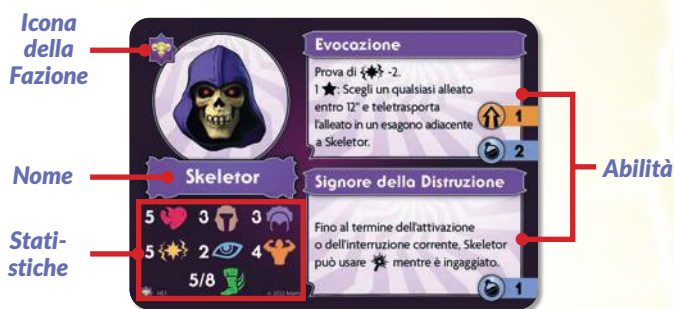 Icona
della
Fazione
Nome
Stati-
stiche
Skeletor
5 3 3
5 2 4
5/8
Evocazione
Prova di -2.
1 : Scegli un qualsiasi alleato
entro 12" e teletrasporta
l'alleato in un esagono adiacente
a Skeletor.
1
2
Signore della Distruzione
Fino al termine dell'attivazione
o dell'interruzione corrente, Skeletor
può usare mentre è ingaggiato.
1
Abilità